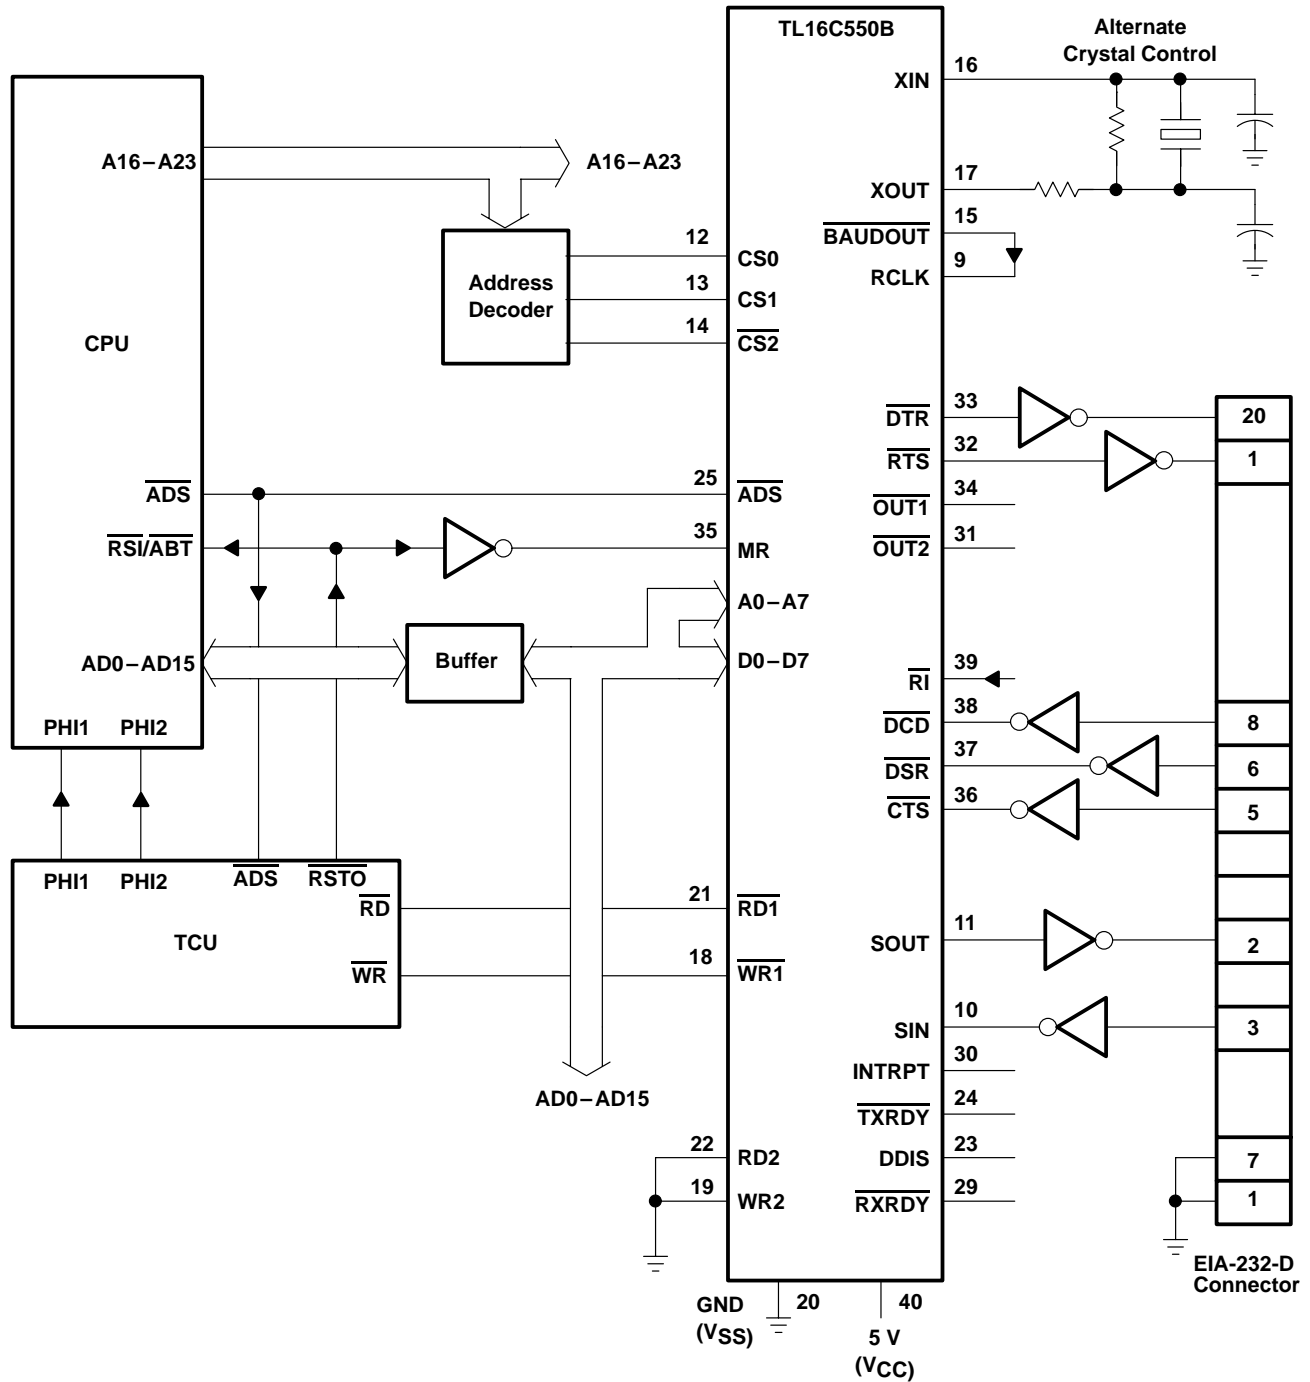 TL16C550B
Alternate
Crystal Control
XIN
16
A16–A23
A16–A23
XOUT
17
BAUDOUT
15
RCLK
9
Address
Decoder
12
CS0
13
CS1
14
CS2
CPU
DTR
33
20
RTS
32
1
OUT1
34
OUT2
31
ADS
25
ADS
RSI/ABT
35
MR
A0–A7
AD0–AD15
Buffer
D0–D7
RI
39
DCD
38
8
DSR
37
6
CTS
36
5
PHI1
PHI2
PHI1
PHI2
ADS
RSTO
RD
TCU
WR
21
RD1
18
WR1
SOUT
11
2
SIN
10
3
INTRPT
30
TXRDY
24
DDIS
23
RXRDY
29
AD0–AD15
22
RD2
19
WR2
7
1
EIA-232-D
Connector
GND
(VSS)
20
40
5 V
(VCC)